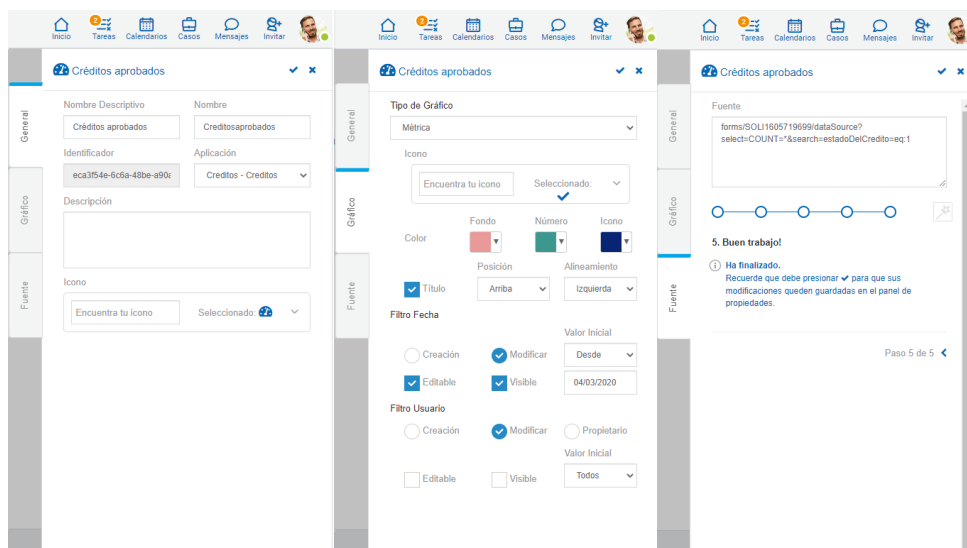 2
Inicio Tareas Calendarios Casos Mensajes Invitar
Créditos aprobados
General
Gráfico
Fuente
Nombre Descriptivo Nombre
Créditos aprobados Creditosaprobados
Identificador Aplicación
eca3f54e-6c6a-48be-a90a Creditos - Creditos
Descripción
Icono
Encuentra tu icono Seleccionado:
2
Inicio Tareas Calendarios Casos Mensajes Invitar
Créditos aprobados
General
Gráfico
Fuente
Tipo de Gráfico
Métrica
Icono
Encuentra tu icono Seleccionado:
Fondo Número Icono
Color
Posición Alineamiento
Título Arriba Izquierda
Filtro Fecha
Valor Inicial
Creación Modificar Desde
Editable Visible 04/03/2020
Filtro Usuario
Creación Modificar Propietario
Valor Inicial
Editable Visible Todos
2
Inicio Tareas Calendarios Casos Mensajes Invitar
Créditos aprobados
General
Gráfico
Fuente
Fuente
forms/SOLI1605719699/dataSource?
select=COUNT=*&search=estadoDelCredito=eq:1
5. Buen trabajo!
Ha finalizado.
Recuerde que debe presionar ✔ para que sus
modificaciones queden guardadas en el panel de
propiedades.
Paso 5 de 5